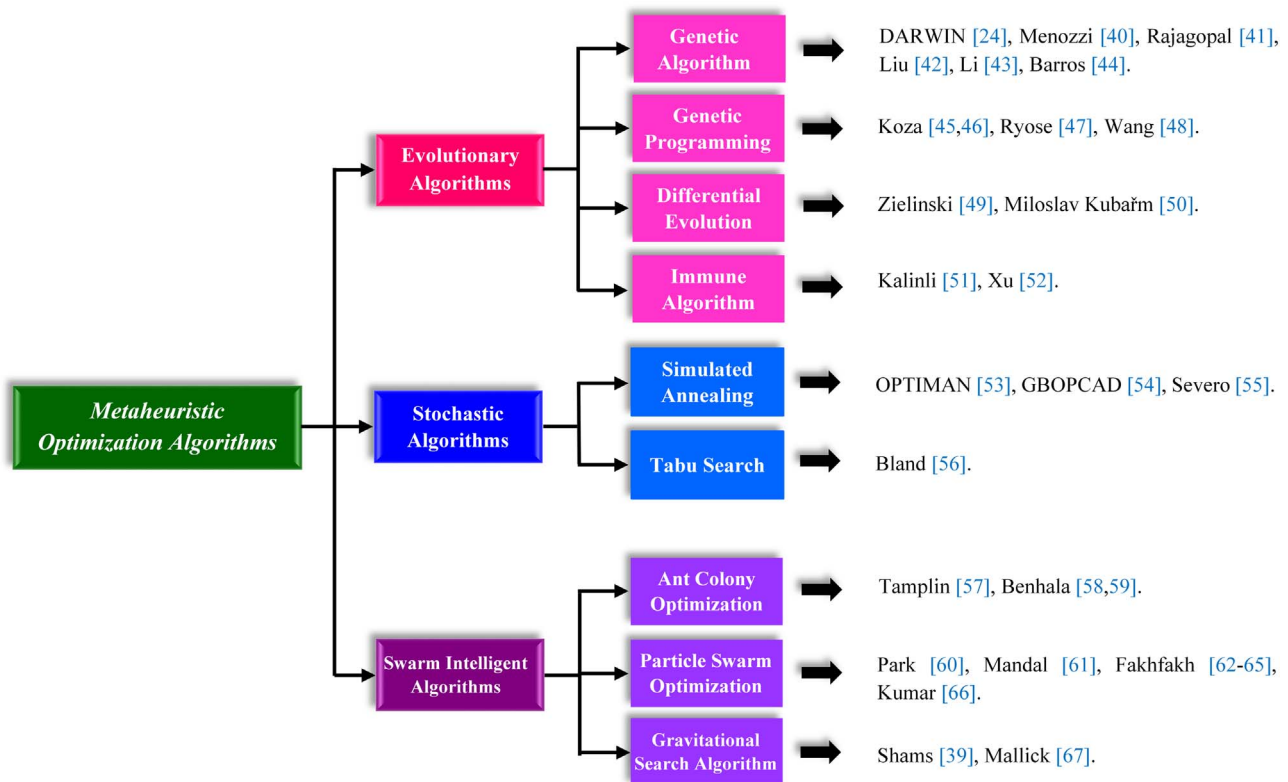 Genetic
Algorithm
DARWIN [24], Menozzi [40], Rajagopal [41],
Liu [42], Li [43], Barros [44].
Genetic
Programming
Koza [45,46], Ryose [47], Wang [48].
Evolutionary
Algorithms
Differential
Evolution
Zielinski [49], Miloslav Kubařm [50].
Immune
Algorithm
Kalinli [51], Xu [52].
Metaheuristic
Optimization Algorithms
Stochastic
Algorithms
Simulated
Annealing
OPTIMAN [53], GBOPCAD [54], Severo [55].
Tabu Search
Bland [56].
Swarm Intelligent
Algorithms
Ant Colony
Optimization
Tamplin [57], Benhala [58,59].
Particle Swarm
Optimization
Park [60], Mandal [61], Fakhfakh [62-65],
Kumar [66].
Gravitational
Search Algorithm
Shams [39], Mallick [67].